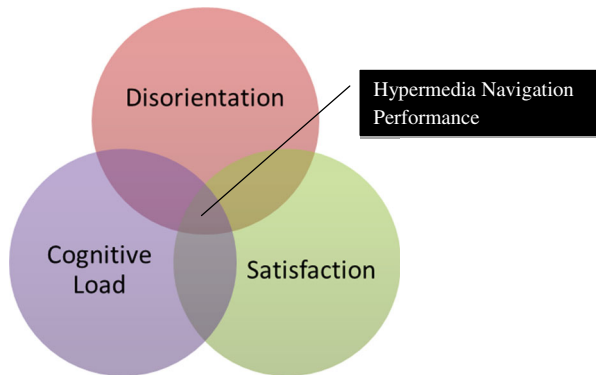 Disorientation
Hypermedia Navigation
Performance
Cognitive
Load
Satisfaction